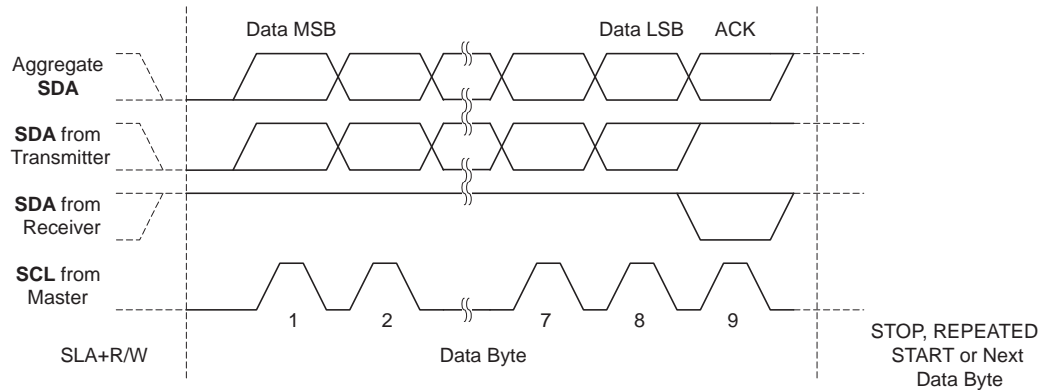 Data MSB
Data LSB
ACK
Aggregate
SDA
SDA from
Transmitter
SDA from
Receiver
SCL from
Master
1
2
7
8
9
SLA+R/W
Data Byte
STOP, REPEATED
START or Next
Data Byte